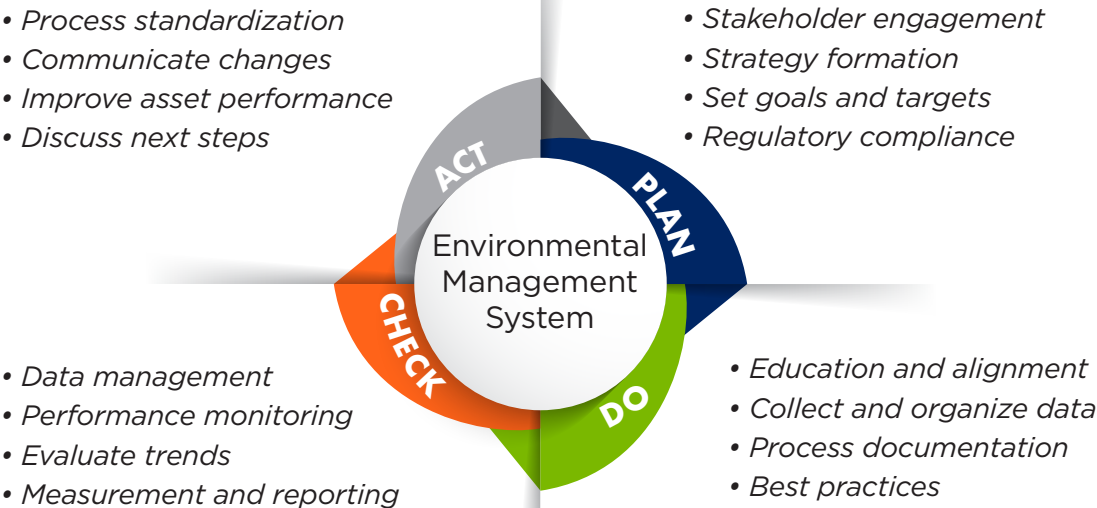 • Process standardization
• Communicate changes
• Improve asset performance
• Discuss next steps
• Stakeholder engagement
• Strategy formation
• Set goals and targets
• Regulatory compliance
ACT
PLAN
Environmental
Management
System
CHECK
DO
• Data management
• Performance monitoring
• Evaluate trends
• Measurement and reporting
• Education and alignment
• Collect and organize data
• Process documentation
• Best practices